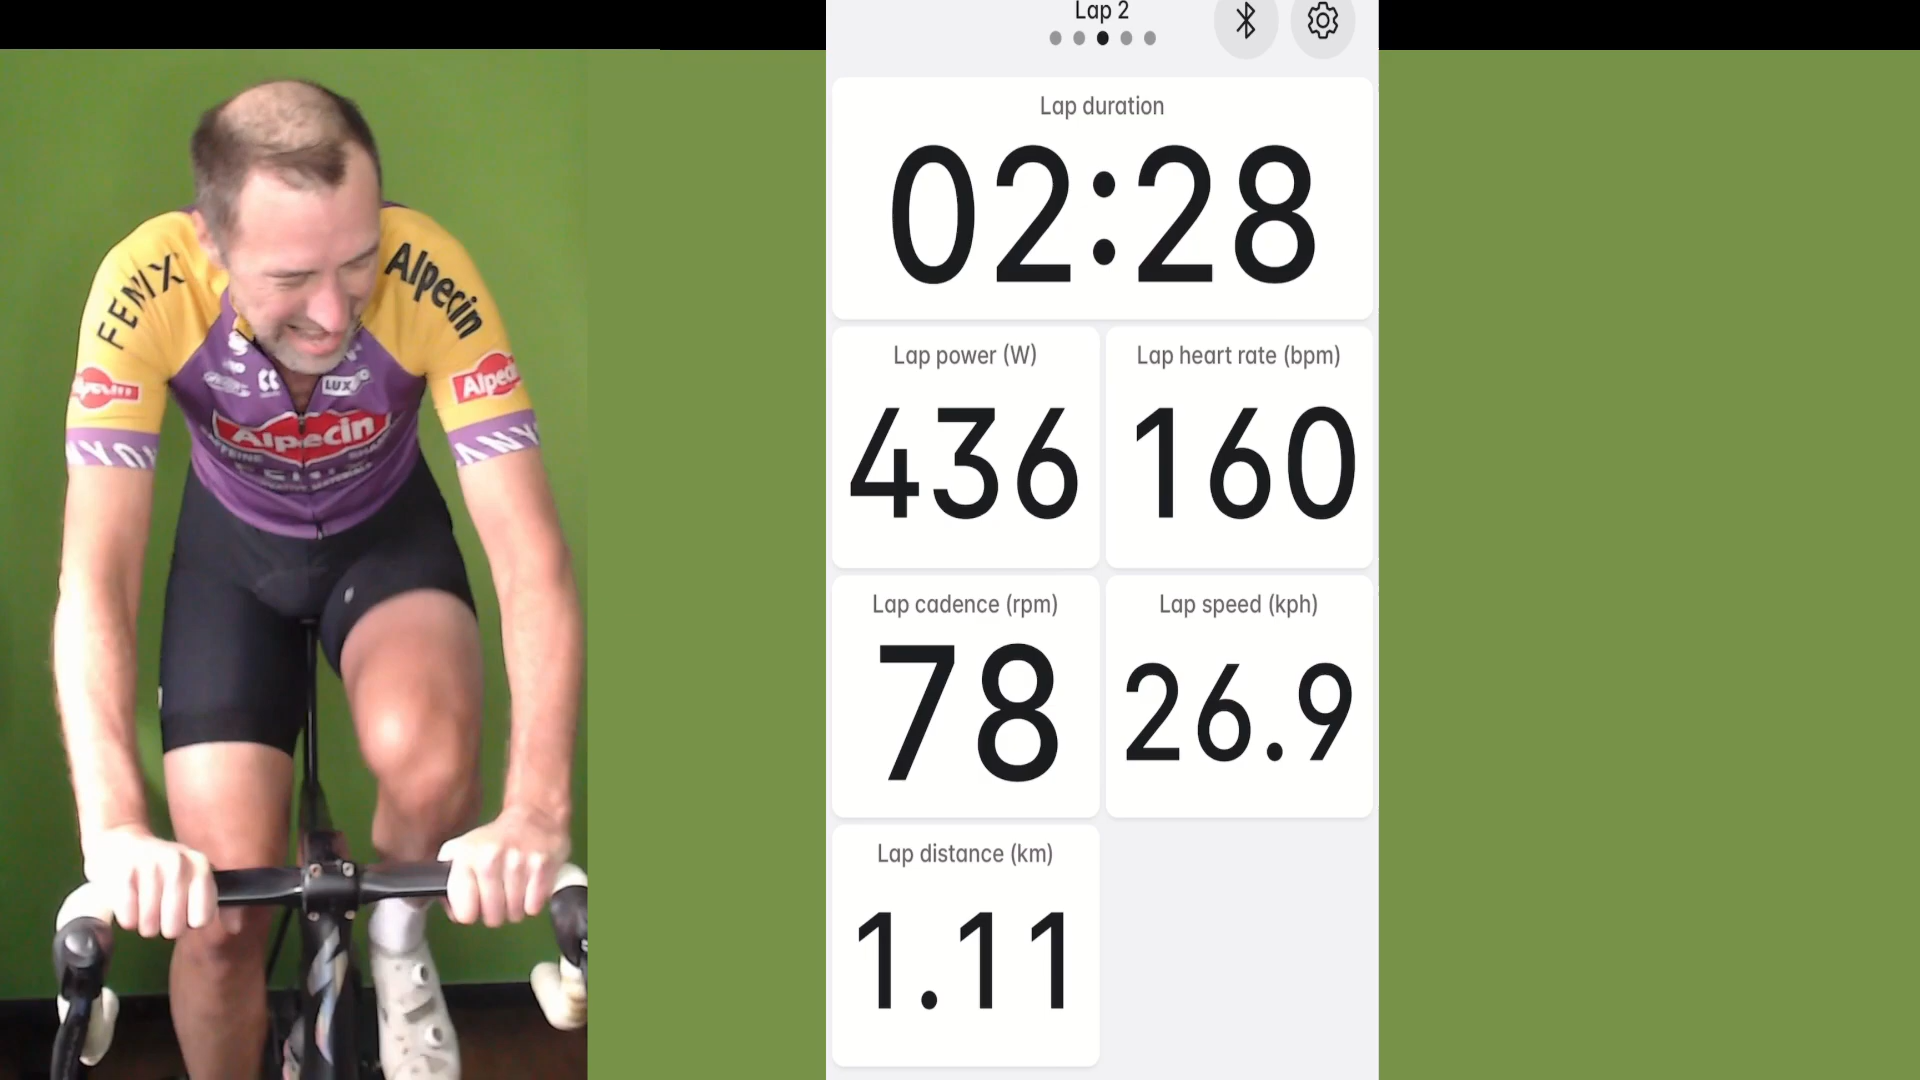 Lap 2
Lap duration
02:28
Lap power (W)
436
Lap heart rate (bpm)
160
Lap cadence (rpm)
78
Lap speed (kph)
26.9
Lap distance (km)
1.11
FENIX
Alpecin
Alpecin
Alpecin
LUX
Alpecin